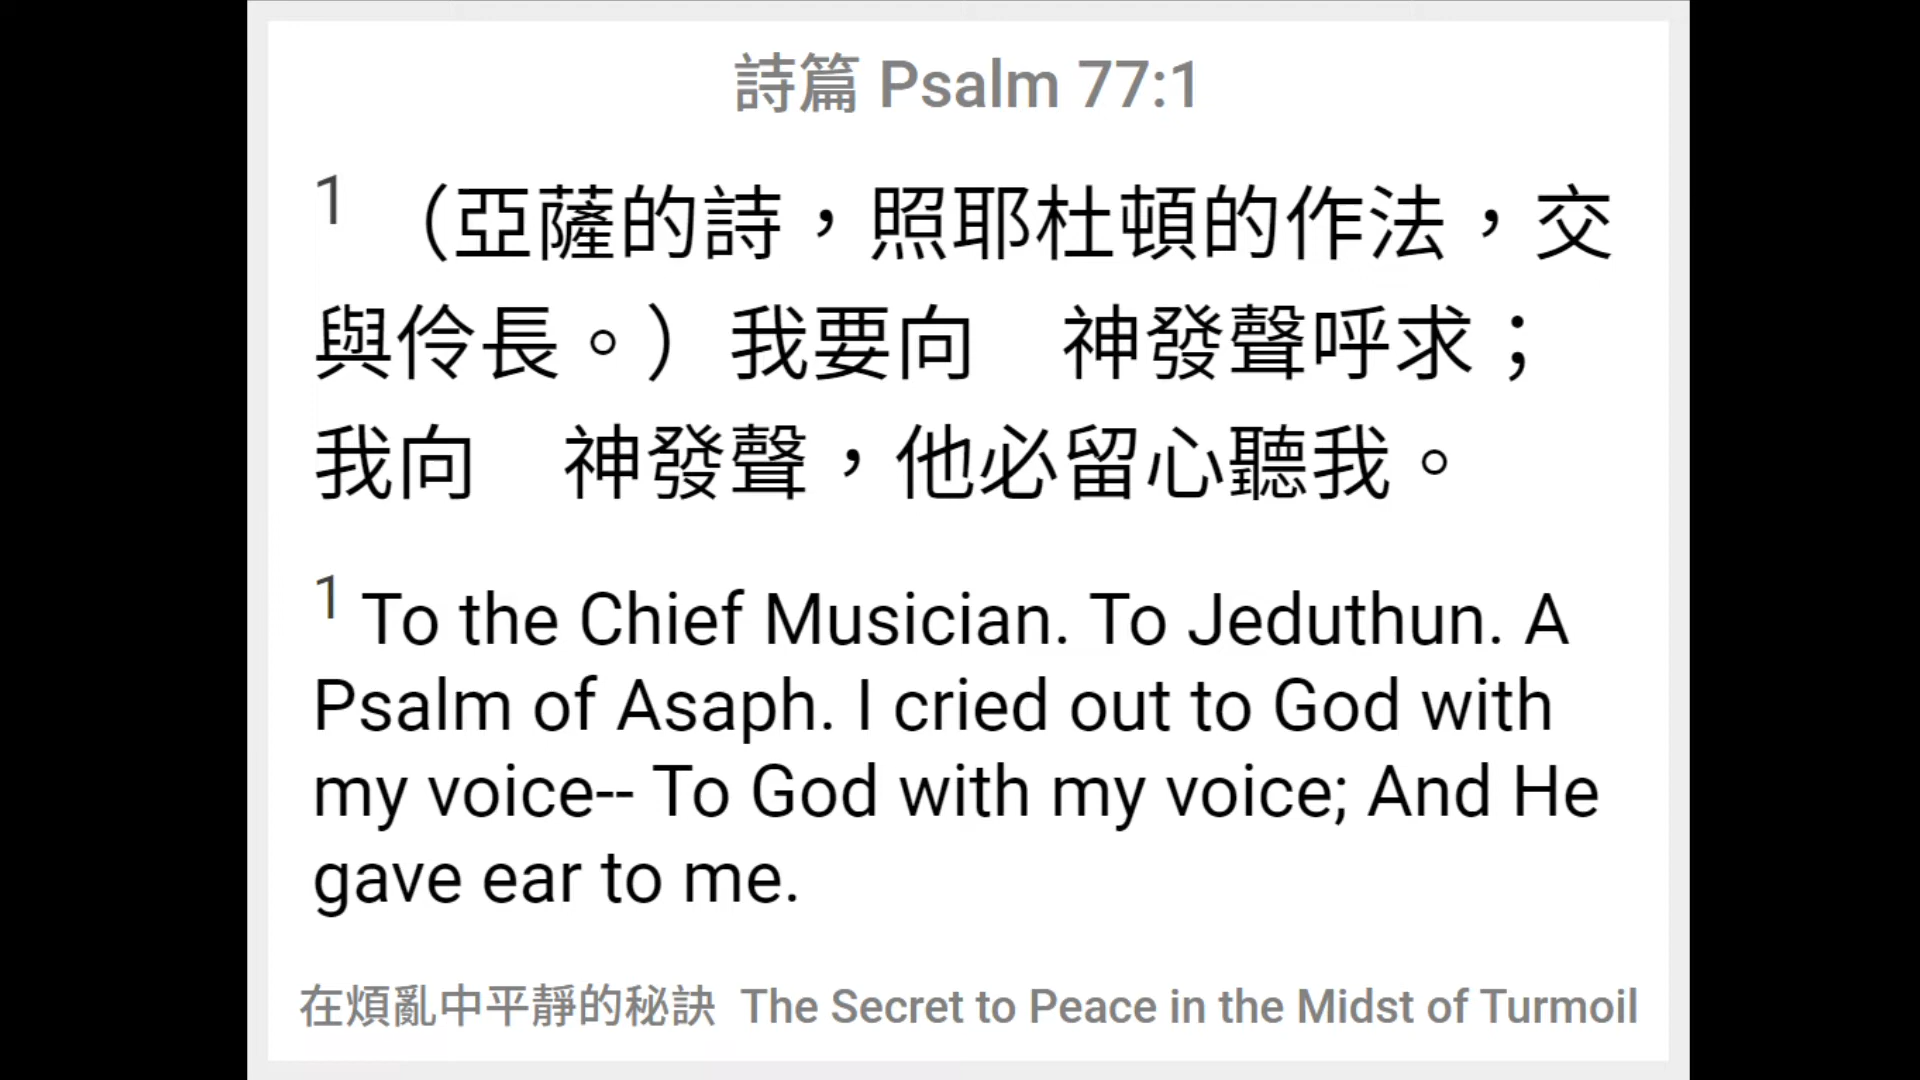 詩篇 Psalm 77:1
1 （亞薩的詩，照耶杜頓的作法，交
與伶長。）我要向　神發聲呼求；
我向　神發聲，他必留心聽我。
1 To the Chief Musician. To Jeduthun. A
Psalm of Asaph. I cried out to God with
my voice-- To God with my voice; And He
gave ear to me.
在煩亂中平靜的秘訣 The Secret to Peace in the Midst of Turmoil